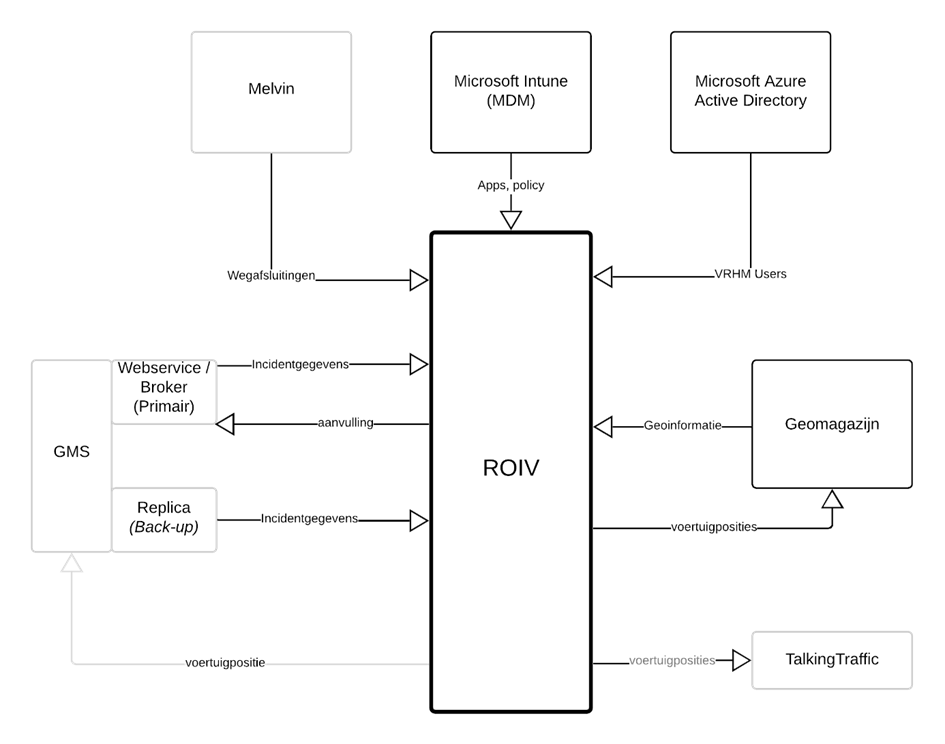 Melvin
Microsoft Intune
(MDM)
Microsoft Azure
Active Directory
Apps, policy
Wegafsluitingen
VRHM Users
Webservice /
Broker
(Primair)
Incidentgegevens
aanvulling
GMS
Geoinformatie
Geomagazijn
ROIV
Replica
(Back-up)
Incidentgegevens
voertuigposities
voertuigpositie
voertuigposities
TalkingTraffic